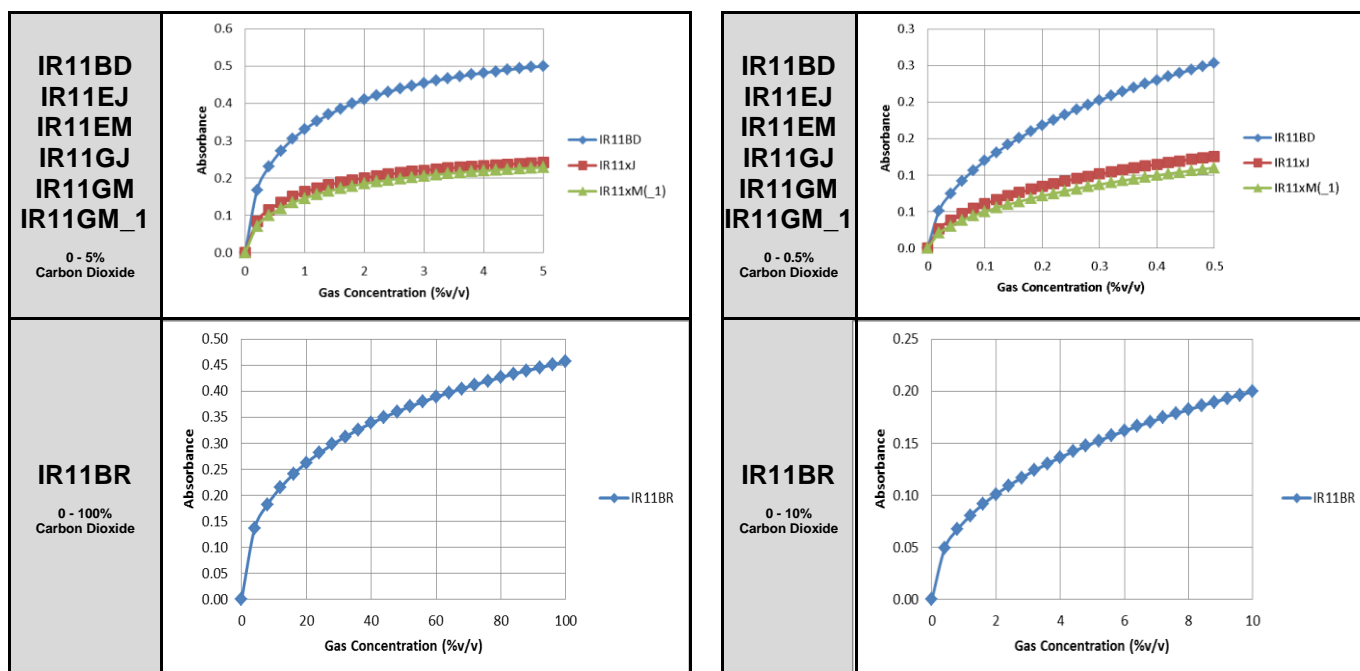 IR11BD
IR11EJ
IR11EM
IR11GJ
IR11GM
IR11GM_1
0 - 5%
Carbon Dioxide
0.6
0.5
0.4
0.3
0.2
0.1
0.0
Absorbance
0 1 2 3 4 5
Gas Concentration (%v/v)
IR11BD
IR11xJ
IR11xM(_1)
IR11BD
IR11EJ
IR11EM
IR11GJ
IR11GM
IR11GM_1
0 - 0.5%
Carbon Dioxide
0.3
0.3
0.2
0.2
0.1
0.1
0.0
Absorbance
0 0.1 0.2 0.3 0.4 0.5
Gas Concentration (%v/v)
IR11BD
IR11xJ
IR11xM(_1)
IR11BR
0 - 100%
Carbon Dioxide
0.50
0.45
0.40
0.35
0.30
0.25
0.20
0.15
0.10
0.05
0.00
Absorbance
0 20 40 60 80 100
Gas Concentration (%v/v)
IR11BR
IR11BR
0 - 10%
Carbon Dioxide
0.25
0.20
0.15
0.10
0.05
0.00
Absorbance
0 2 4 6 8 10
Gas Concentration (%v/v)
IR11BR